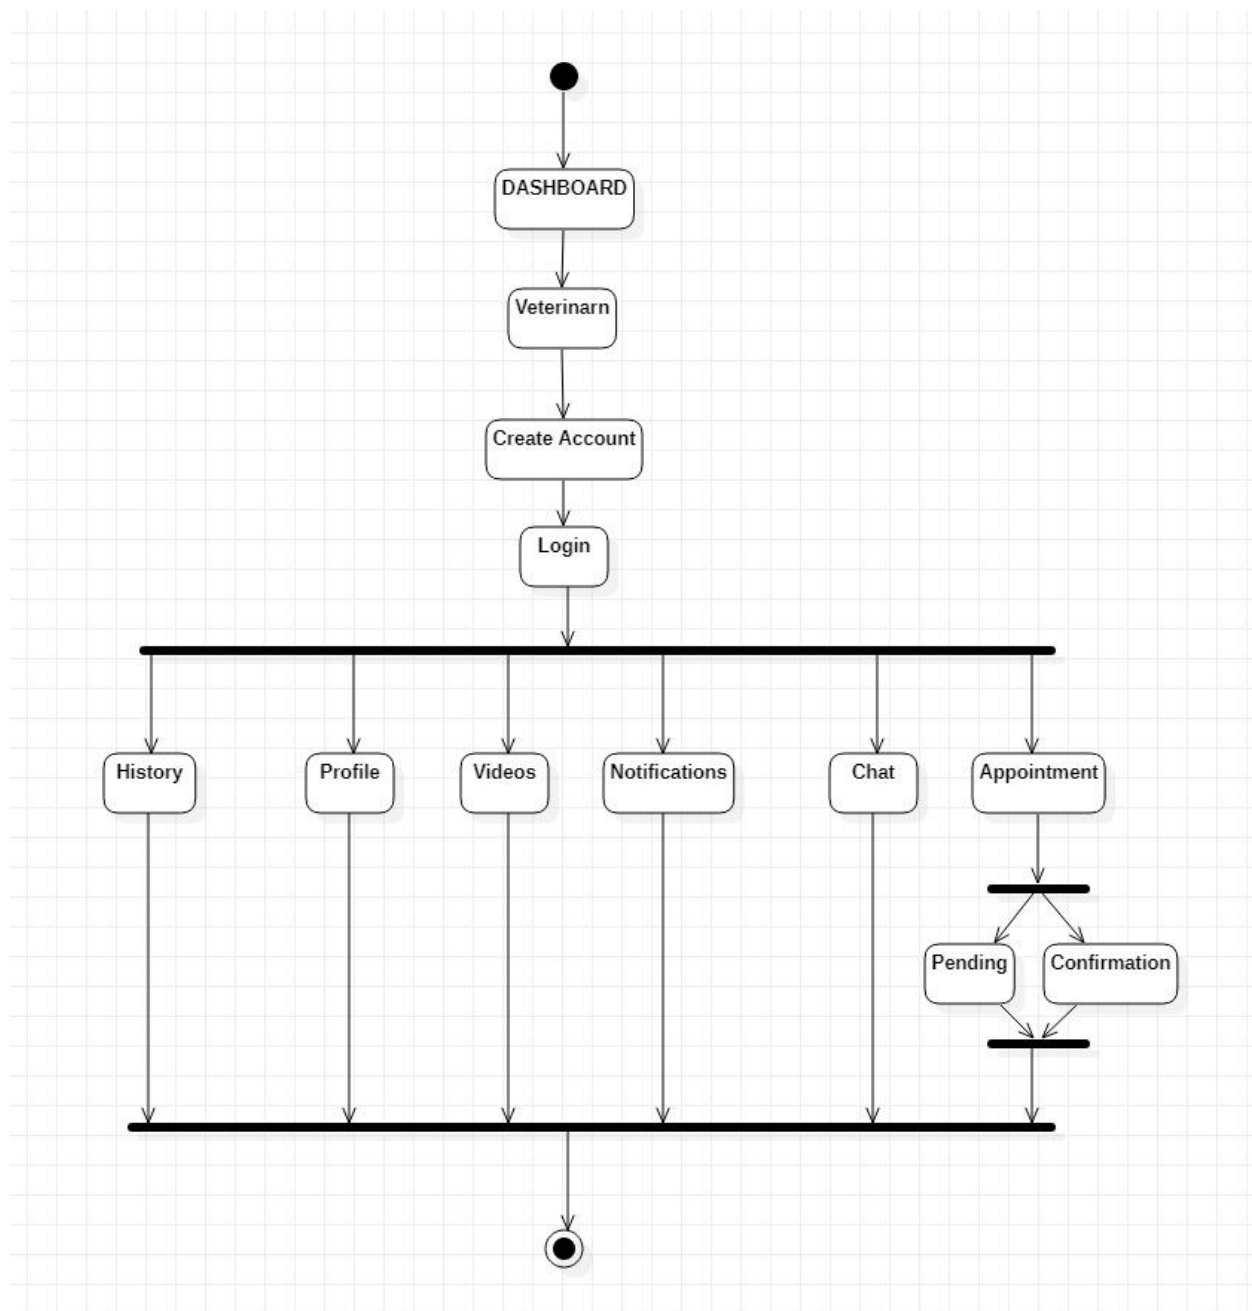 DASHBOARD
Veterinarn
Create Account
Login
History
Profile
Videos
Notifications
Chat
Appointment
Pending
Confirmation